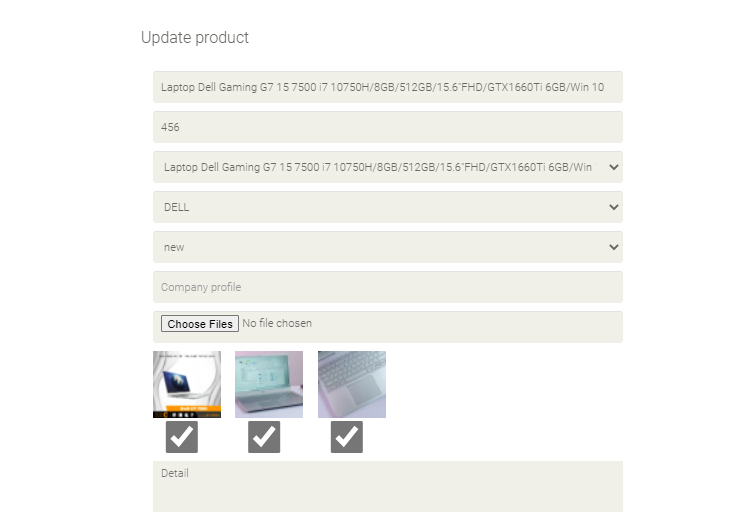 Update product
Laptop Dell Gaming G7 15 7500 i7 10750H/8GB/512GB/15.6"FHD/GTX1660Ti 6GB/Win 10
456
Laptop Dell Gaming G7 15 7500 i7 10750H/8GB/512GB/15.6"FHD/GTX1660Ti 6GB/Win
DELL
new
Company profile
Choose Files No file chosen
Detail